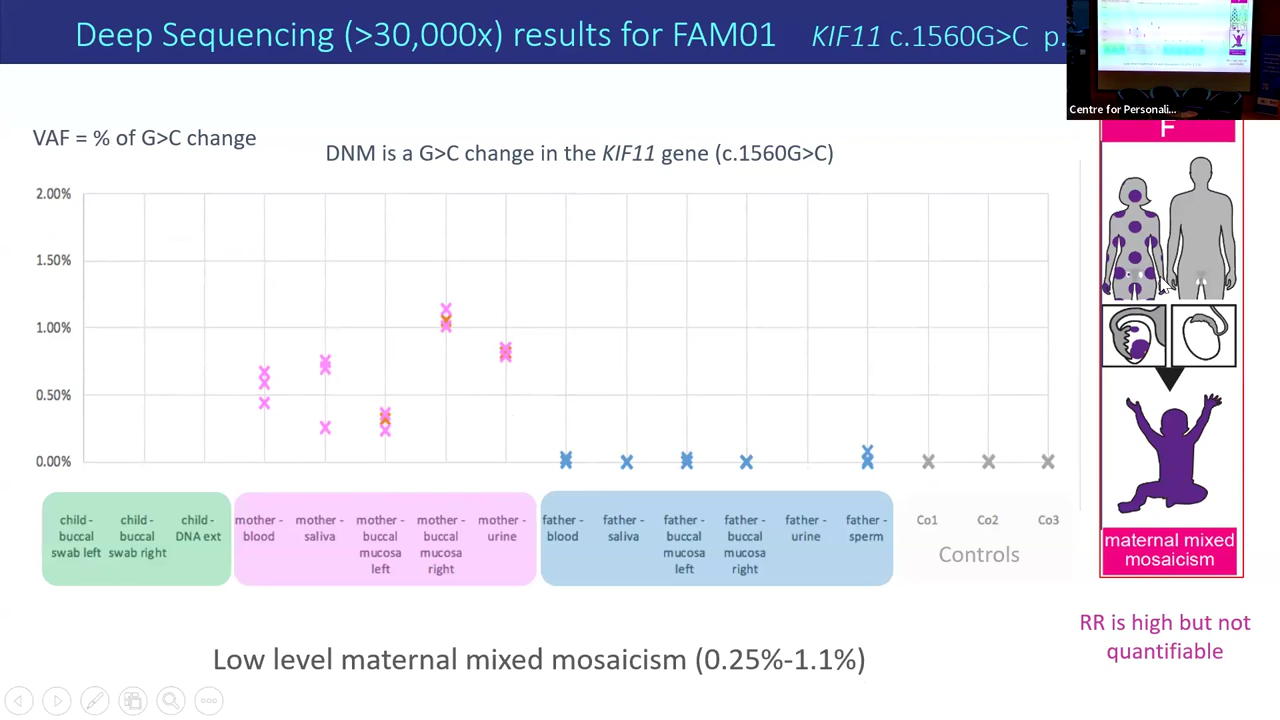 Deep Sequencing (>30,000x) results for FAM01 KIF11 c.1560G>C p.
Centre for Personali...
VAF = % of G>C change
DNM is a G>C change in the KIF11 gene (c.1560G>C)
F
2.00%
1.50%
1.00%
0.50%
0.00%
child - buccal swab left
child - buccal swab right
child - DNA ext
mother - blood
mother - saliva
mother - buccal mucosa left
mother - buccal mucosa right
mother - urine
father - blood
father - saliva
father - buccal mucosa left
father - buccal mucosa right
father - urine
father - sperm
Co1
Co2
Co3
Controls
maternal mixed
mosaicism
RR is high but not
quantifiable
Low level maternal mixed mosaicism (0.25%-1.1%)